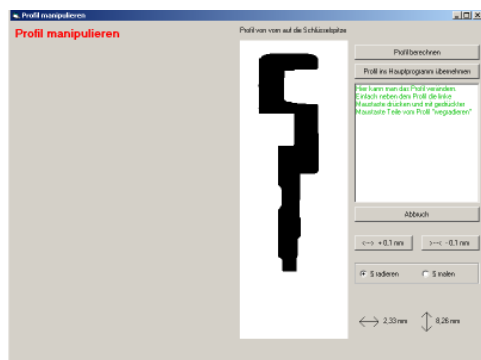 Profil manipulieren
Profil manipulieren
Profil von vorn auf die Schlüsselspitze
Profil berechnen
Profil ins Hauptprogramm übernehmen
Hier kann man das Profil verändern.
Einfach neben dem Profil die linke
Maustaste drücken und mit gedrückter
Maustaste Teile vom Profil "wegradieren"
Abbruch
<--> + 0,1 mm
>---< - 0,1 mm
S radieren
S malen
2,33 mm
8,26 mm